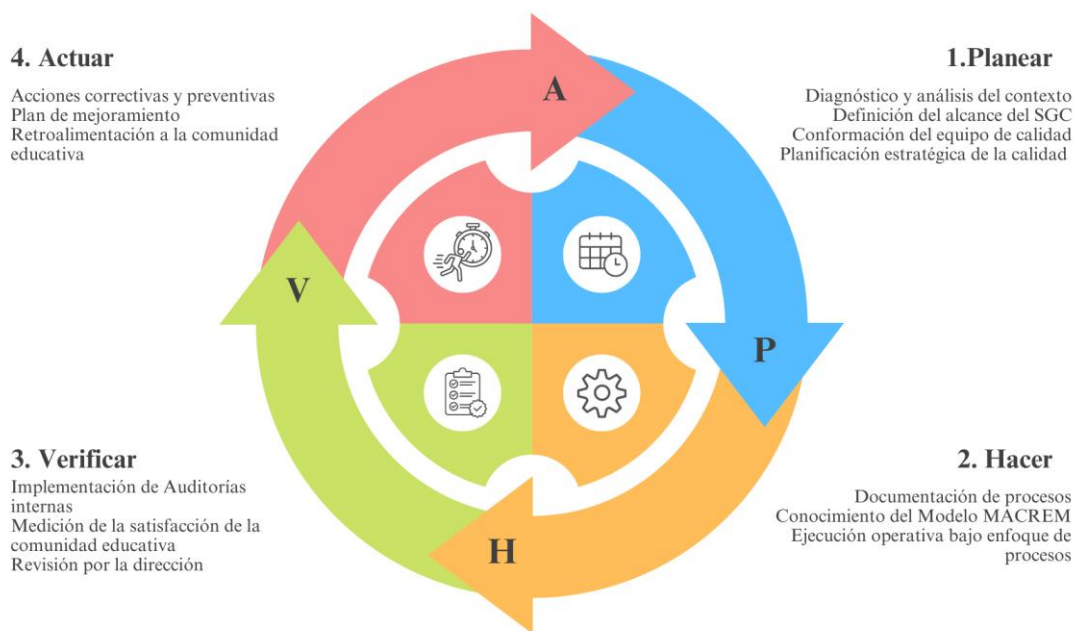 4. Actuar
Acciones correctivas y preventivas
Plan de mejoramiento
Retroalimentación a la comunidad
educativa
A
1.Planear
Diagnóstico y análisis del contexto
Definición del alcance del SGC
Conformación del equipo de calidad
Planificación estratégica de la calidad
V
P
3. Verificar
Implementación de Auditorías
internas
Medición de la satisfacción de la
comunidad educativa
Revisión por la dirección
H
2. Hacer
Documentación de procesos
Conocimiento del Modelo MACREM
Ejecución operativa bajo enfoque de
procesos